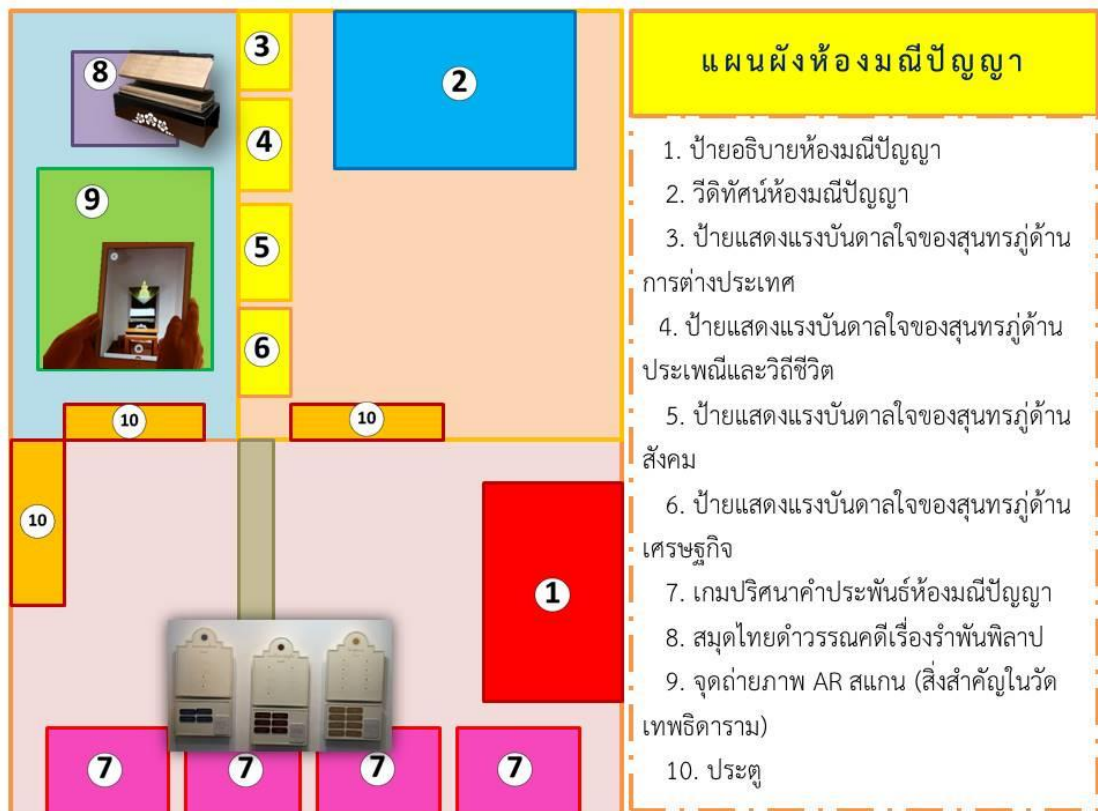 3
2
8
4
9
5
6
10
10
10
1
7
7
7
7
แผนผังห้องมณีปัญญา
1. ป้ายอธิบายห้องมณีปัญญา
2. วีดิทัศน์ห้องมณีปัญญา
3. ป้ายแสดงแรงบันดาลใจของสุนทรภู่ด้าน
การต่างประเทศ
4. ป้ายแสดงแรงบันดาลใจของสุนทรภู่ด้าน
ประเพณีและวิถีชีวิต
5. ป้ายแสดงแรงบันดาลใจของสุนทรภู่ด้าน
สังคม
6. ป้ายแสดงแรงบันดาลใจของสุนทรภู่ด้าน
เศรษฐกิจ
7. เกมปริศนาคำประพันธ์ห้องมณีปัญญา
8. สมุดไทยดำวรรณคดีเรื่องรำพันพิลาป
9. จุดถ่ายภาพ AR สแกน (สิ่งสำคัญในวัด
เทพธิดาราม)
10. ประตู